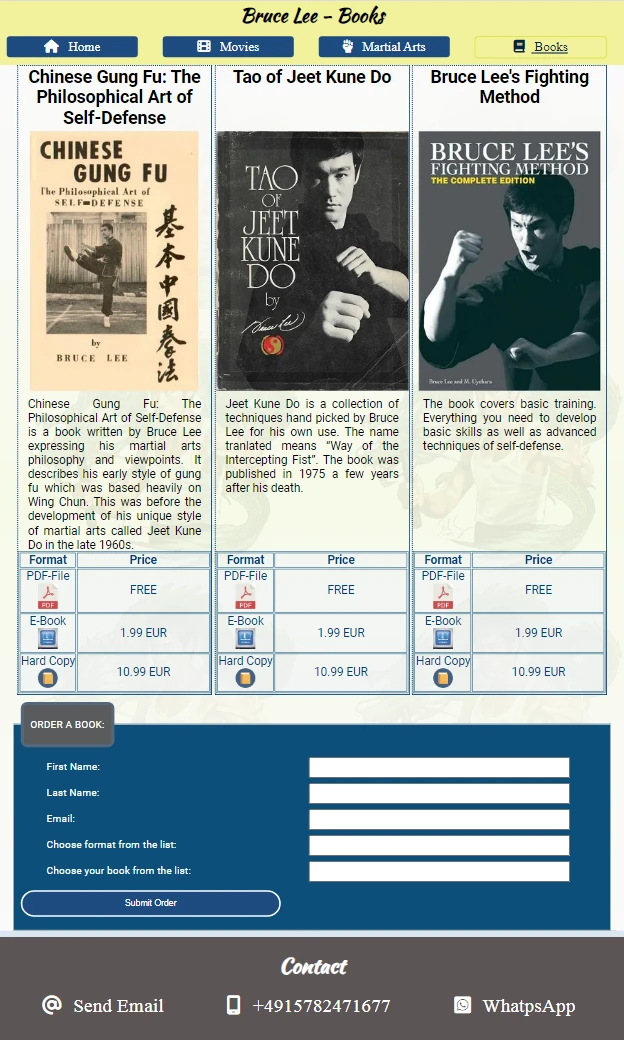 Bruce Lee – Books
Home
Movies
Martial Arts
Books
Chinese Gung Fu: The
Philosophical Art of
Self-Defense
CHINESE
GUNG FU
The Philosophical Art of
SELF=DEFENSE
基本中國拳法
by
BRUCE LEE
Chinese Gung Fu: The
Philosophical Art of Self-Defense
is a book written by Bruce Lee
expressing his martial arts
philosophy and viewpoints. It
describes his early style of gung
fu which was based heavily on
Wing Chun. This was before the
development of his unique style
of martial arts called Jeet Kune
Do in the late 1960s.
Format Price
PDF-File
PDF
FREE
E-Book
1.99 EUR
Hard Copy
10.99 EUR
Tao of Jeet Kune Do
TAO
OF
JEET
KUNE
DO
by
Bruce Lee
Jeet Kune Do is a collection of
techniques hand picked by Bruce
Lee for his own use. The name
tranlated means “Way of the
Intercepting Fist”. The book was
published in 1975 a few years
after his death.
Format Price
PDF-File
PDF
FREE
E-Book
1.99 EUR
Hard Copy
10.99 EUR
Bruce Lee's Fighting
Method
BRUCE LEE'S
FIGHTING METHOD
THE COMPLETE EDITION
Bruce Lee and M. Uyehara
The book covers basic training.
Everything you need to develop
basic skills as well as advanced
techniques of self-defense.
Format Price
PDF-File
PDF
FREE
E-Book
1.99 EUR
Hard Copy
10.99 EUR
ORDER A BOOK:
First Name:
Last Name:
Email:
Choose format from the list:
Choose your book from the list:
Submit Order
Contact
Send Email
+4915782471677
WhatpsApp